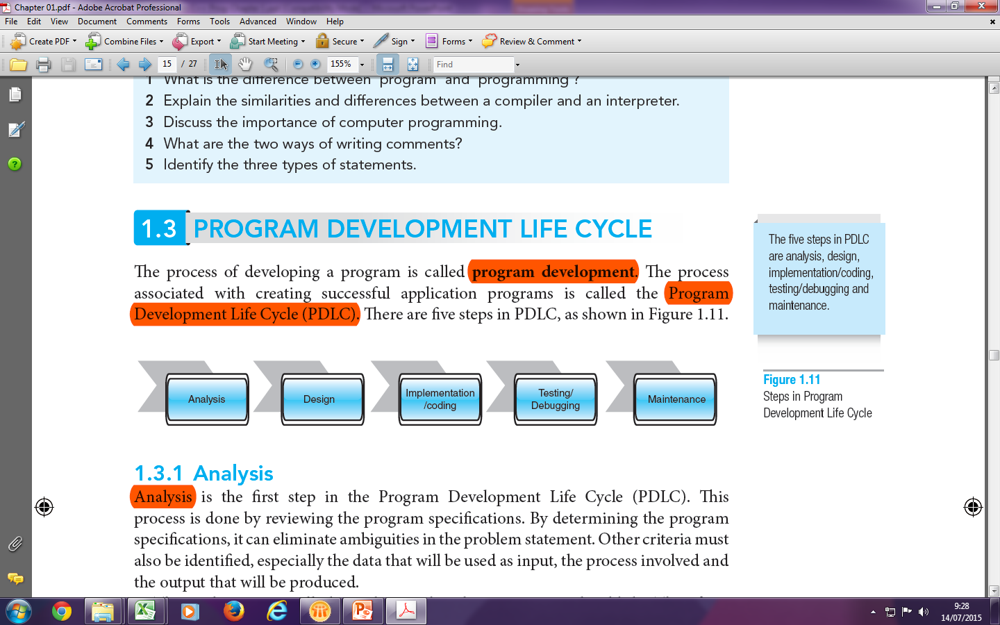 Chapter 01.pdf - Adobe Acrobat Professional
File Edit View Document Comments Forms Tools Advanced Window Help
Create PDF Combine Files Export Start Meeting Secure Sign Forms Review & Comment
15 / 27 155% Find
1 What is the difference between 'program' and 'programming'?
2 Explain the similarities and differences between a compiler and an interpreter.
3 Discuss the importance of computer programming.
4 What are the two ways of writing comments?
5 Identify the three types of statements.
1.3 PROGRAM DEVELOPMENT LIFE CYCLE
The process of developing a program is called program development. The process
associated with creating successful application programs is called the Program
Development Life Cycle (PDLC). There are five steps in PDLC, as shown in Figure 1.11.
The five steps in PDLC
are analysis, design,
implementation/coding,
testing/debugging and
maintenance.
Analysis
Design
Implementation
/coding
Testing/
Debugging
Maintenance
Figure 1.11
Steps in Program
Development Life Cycle
1.3.1 Analysis
Analysis is the first step in the Program Development Life Cycle (PDLC). This
process is done by reviewing the program specifications. By determining the program
specifications, it can eliminate ambiguities in the problem statement. Other criteria must
also be identified, especially the data that will be used as input, the process involved and
the output that will be produced.
9:28
14/07/2015